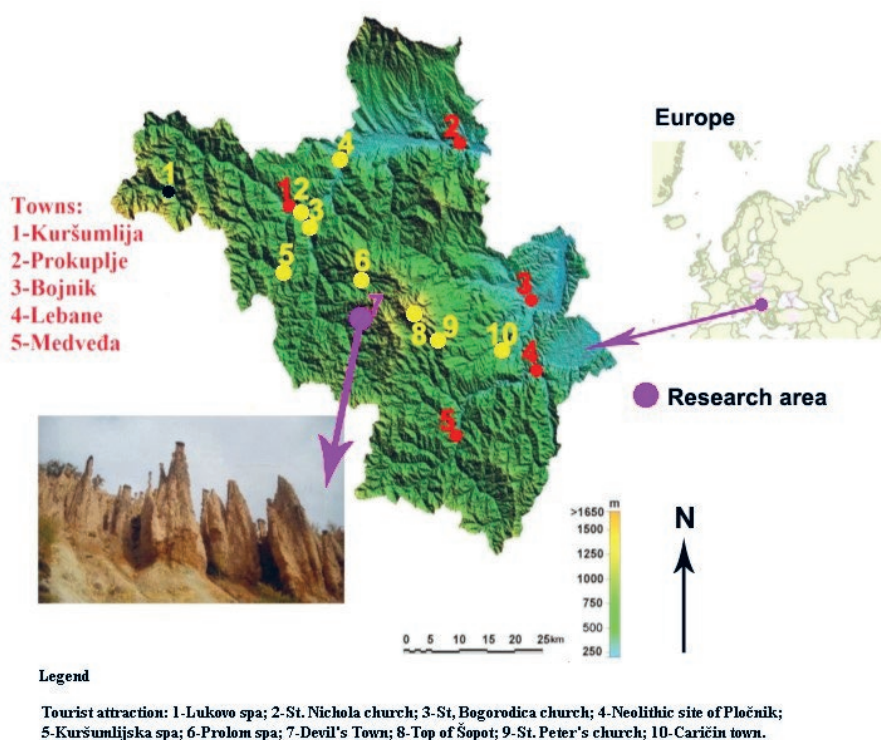 Europe
Towns:
1-Kuršumlija
2-Prokuplje
3-Bojnik
4-Lebane
5-Medveđa
1
4
2
1
2
3
5
6
7
8
9
10
3
4
5
Research area
m
>1650
1500
1250
1000
750
500
250
N
0 5 10 15 20 25km
Legend
Tourist attraction: 1-Lukovo spa; 2-St. Nichola church; 3-St, Bogorodica church; 4-Neolithic site of Pločnik;
5-Kuršumlijska spa; 6-Prolom spa; 7-Devil's Town; 8-Top of Šopot; 9-St. Peter's church; 10-Caričin town.